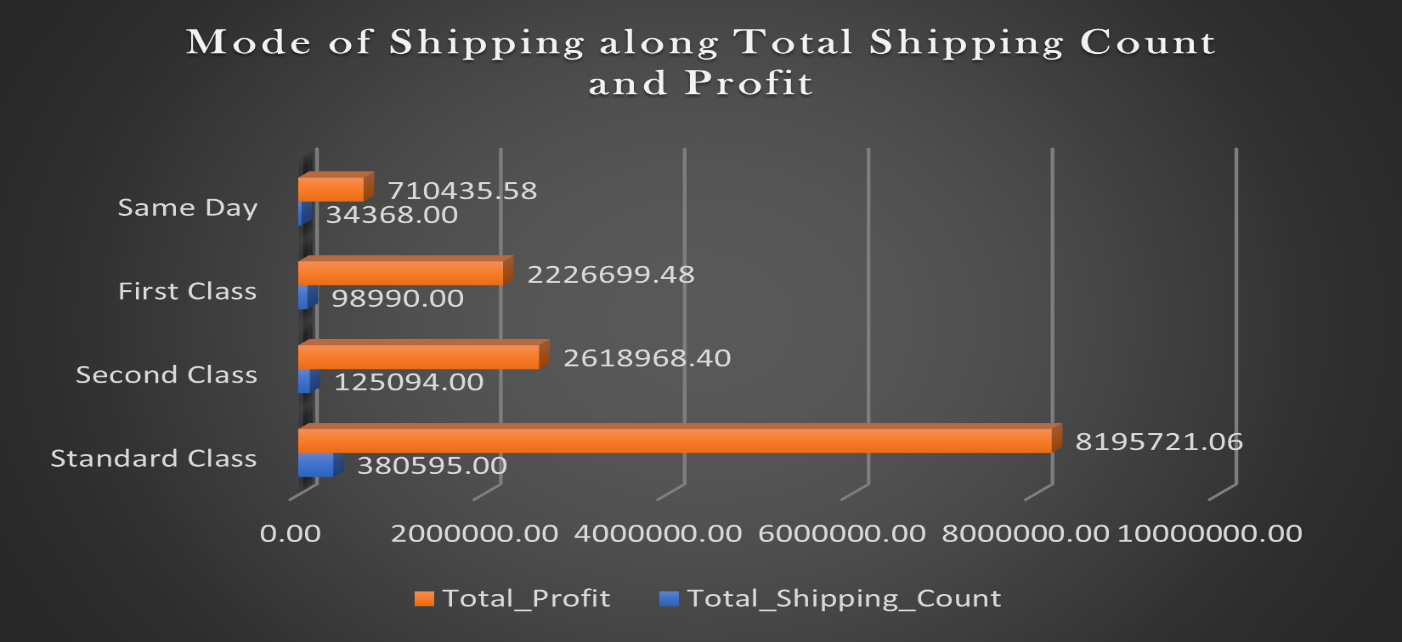 Mode of Shipping along Total Shipping Count
and Profit
Same Day
710435.58
34368.00
First Class
2226699.48
98990.00
Second Class
2618968.40
125094.00
Standard Class
8195721.06
380595.00
0.00 2000000.00 4000000.00 6000000.00 8000000.00 10000000.00
Total_Profit Total_Shipping_Count